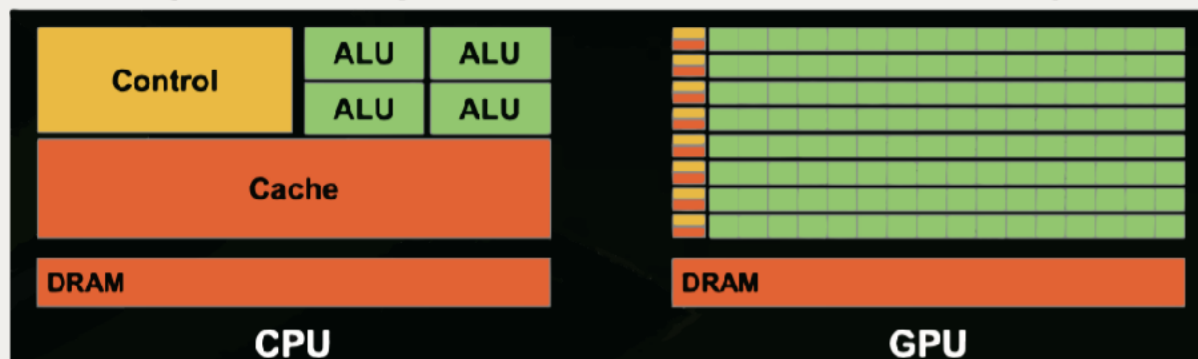 Control
ALU ALU
ALU ALU
Cache
DRAM
CPU
DRAM
GPU